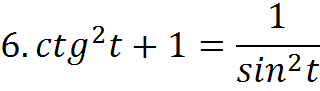 6. ctg²t + 1 = 1/sin²t